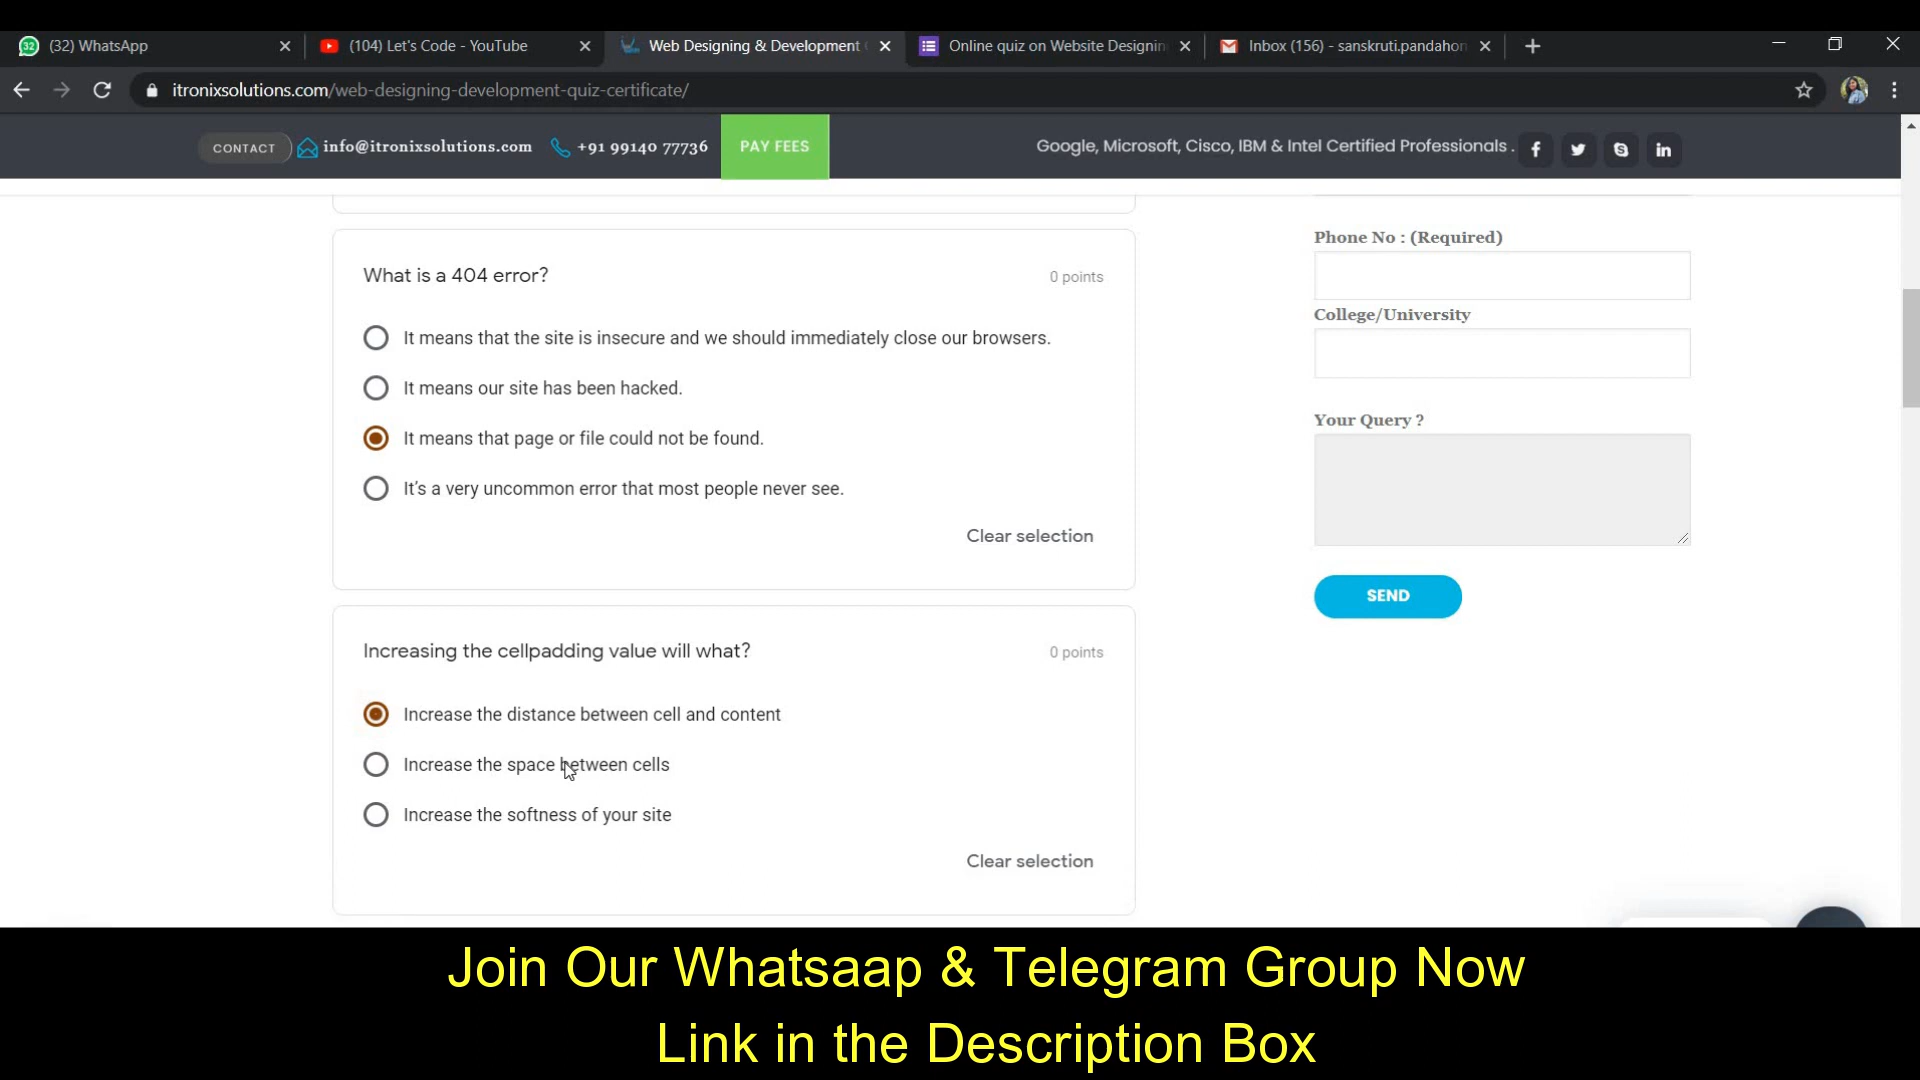 32 (32) WhatsApp
(104) Let's Code - YouTube
Web Designing & Development
Online quiz on Website Designin
Inbox (156) - sanskruti.pandahon
itronixsolutions.com/web-designing-development-quiz-certificate/
CONTACT info@itronixsolutions.com +91 99140 77736 PAY FEES
Google, Microsoft, Cisco, IBM & Intel Certified Professionals .
What is a 404 error?
0 points
It means that the site is insecure and we should immediately close our browsers.
It means our site has been hacked.
It means that page or file could not be found.
It's a very uncommon error that most people never see.
Clear selection
Increasing the cellpadding value will what?
0 points
Increase the distance between cell and content
Increase the space between cells
Increase the softness of your site
Clear selection
Phone No : (Required)
College/University
Your Query ?
SEND
Join Our Whatsaap & Telegram Group Now
Link in the Description Box